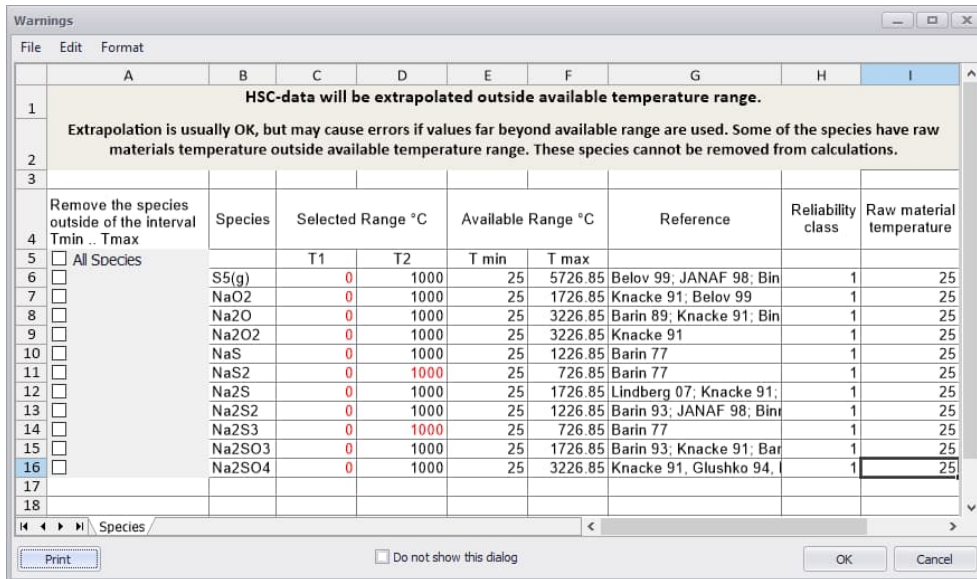 Warnings
File Edit Format
A B C D E F G H I
1 HSC-data will be extrapolated outside available temperature range.
Extrapolation is usually OK, but may cause errors if values far beyond available range are used. Some of the species have raw
2 materials temperature outside available temperature range. These species cannot be removed from calculations.
3
Remove the species
outside of the interval Species Selected Range °C Available Range °C Reference Reliability class Raw material temperature
4 Tmin .. Tmax
5 All Species T1 T2 T min T max
6 S5(g) 0 1000 25 5726.85 Belov 99; JANAF 98; Bin 1 25
7 NaO2 0 1000 25 1726.85 Knacke 91; Belov 99 1 25
8 Na2O 0 1000 25 3226.85 Barin 89; Knacke 91; Bin 1 25
9 Na2O2 0 1000 25 3226.85 Knacke 91 1 25
10 NaS 0 1000 25 1226.85 Barin 77 1 25
11 NaS2 0 1000 25 726.85 Barin 77 1 25
12 Na2S 0 1000 25 1726.85 Lindberg 07; Knacke 91; 1 25
13 Na2S2 0 1000 25 1226.85 Barin 93; JANAF 98; Bin 1 25
14 Na2S3 0 1000 25 726.85 Barin 77 1 25
15 Na2SO3 0 1000 25 1726.85 Barin 93; Knacke 91; Bar 1 25
16 Na2SO4 0 1000 25 3226.85 Knacke 91, Glushko 94, 1 25
17
18
Species
Print Do not show this dialog OK Cancel